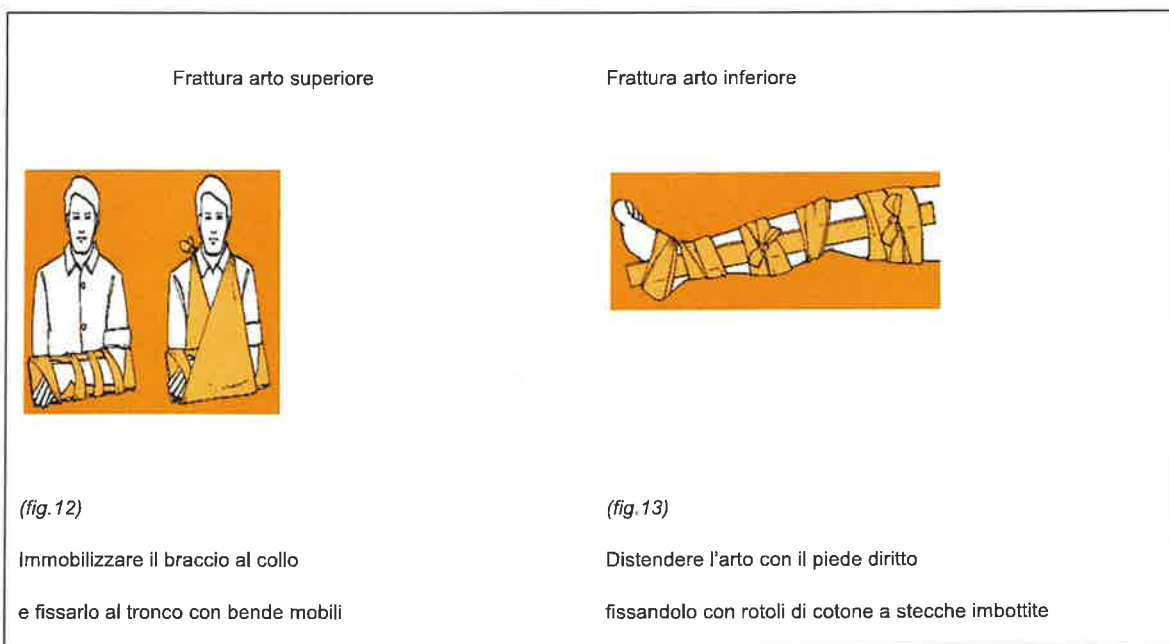 Frattura arto superiore
Frattura arto inferiore
(fig.12)
Immobilizzare il braccio al collo
e fissarlo al tronco con bende mobili
(fig.13)
Distendere l'arto con il piede diritto
fissandolo con rotoli di cotone a stecche imbottite